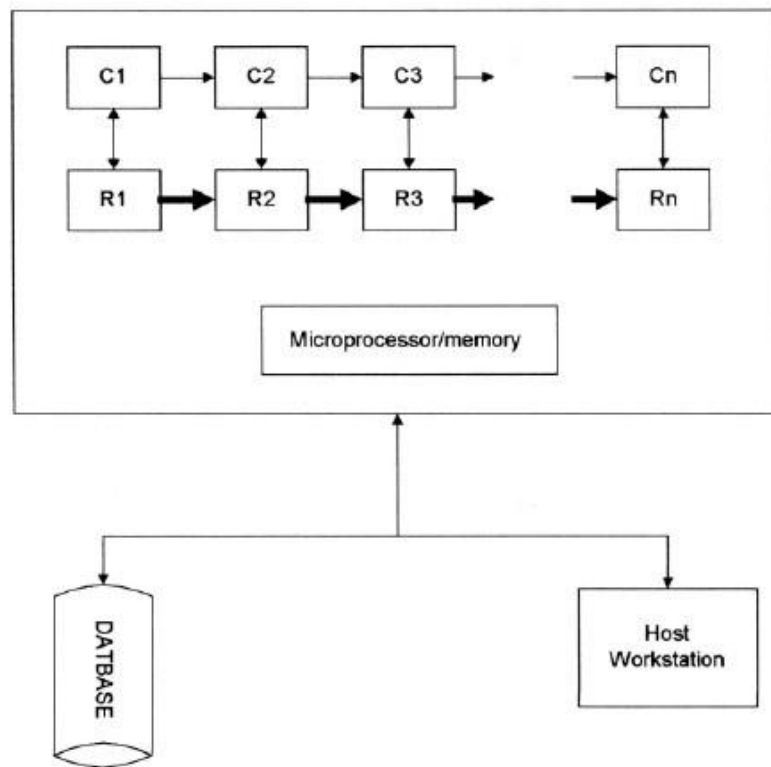 C1
C2
C3
Cn
R1
R2
R3
Rn
Microprocessor/memory
DATBASE
Host
Workstation